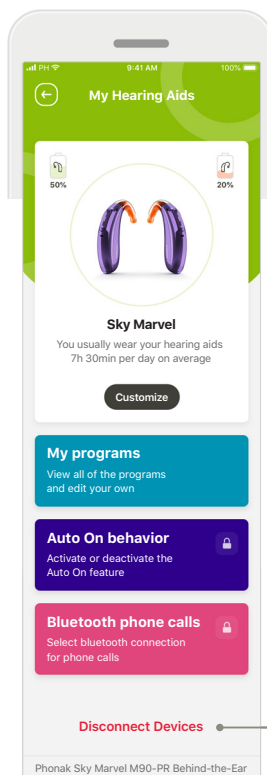 PH
9:41 AM
100%
My Hearing Aids
50%
20%
Sky Marvel
You usually wear your hearing aids
7h 30min per day on average
Customize
My programs
View all of the programs
and edit your own
Auto On behavior
Activate or deactivate the
Auto On feature
Bluetooth phone calls
Select bluetooth connection
for phone calls
Disconnect Devices
Phonak Sky Marvel M90-PR Behind-the-Ear